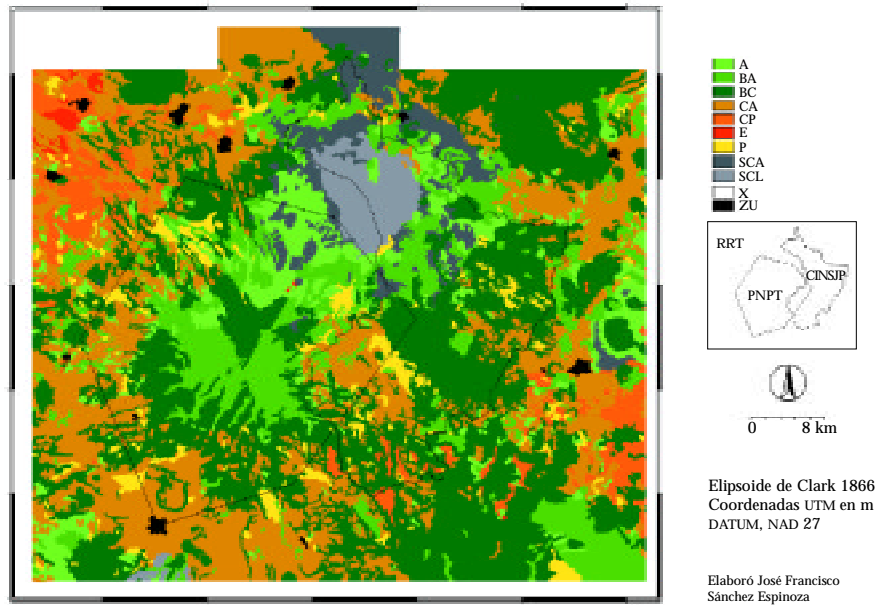 A
BA
BC
CA
CP
E
P
SCA
SCL
X
ZU
RRT
CINSJP
PNPT
0 8 km
Elipsoide de Clark 1866
Coordenadas UTM en m
DATUM, NAD 27
Elaboró José Francisco
Sánchez Espinoza